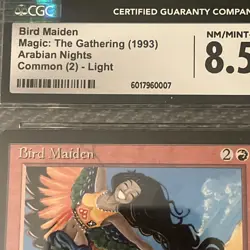 CGC
CERTIFIED GUARANTY COMPANY
Bird Maiden
Magic: The Gathering (1993)
Arabian Nights
Common (2) - Light
NM/MINT+
8.5
6017960007
Bird Maiden 2